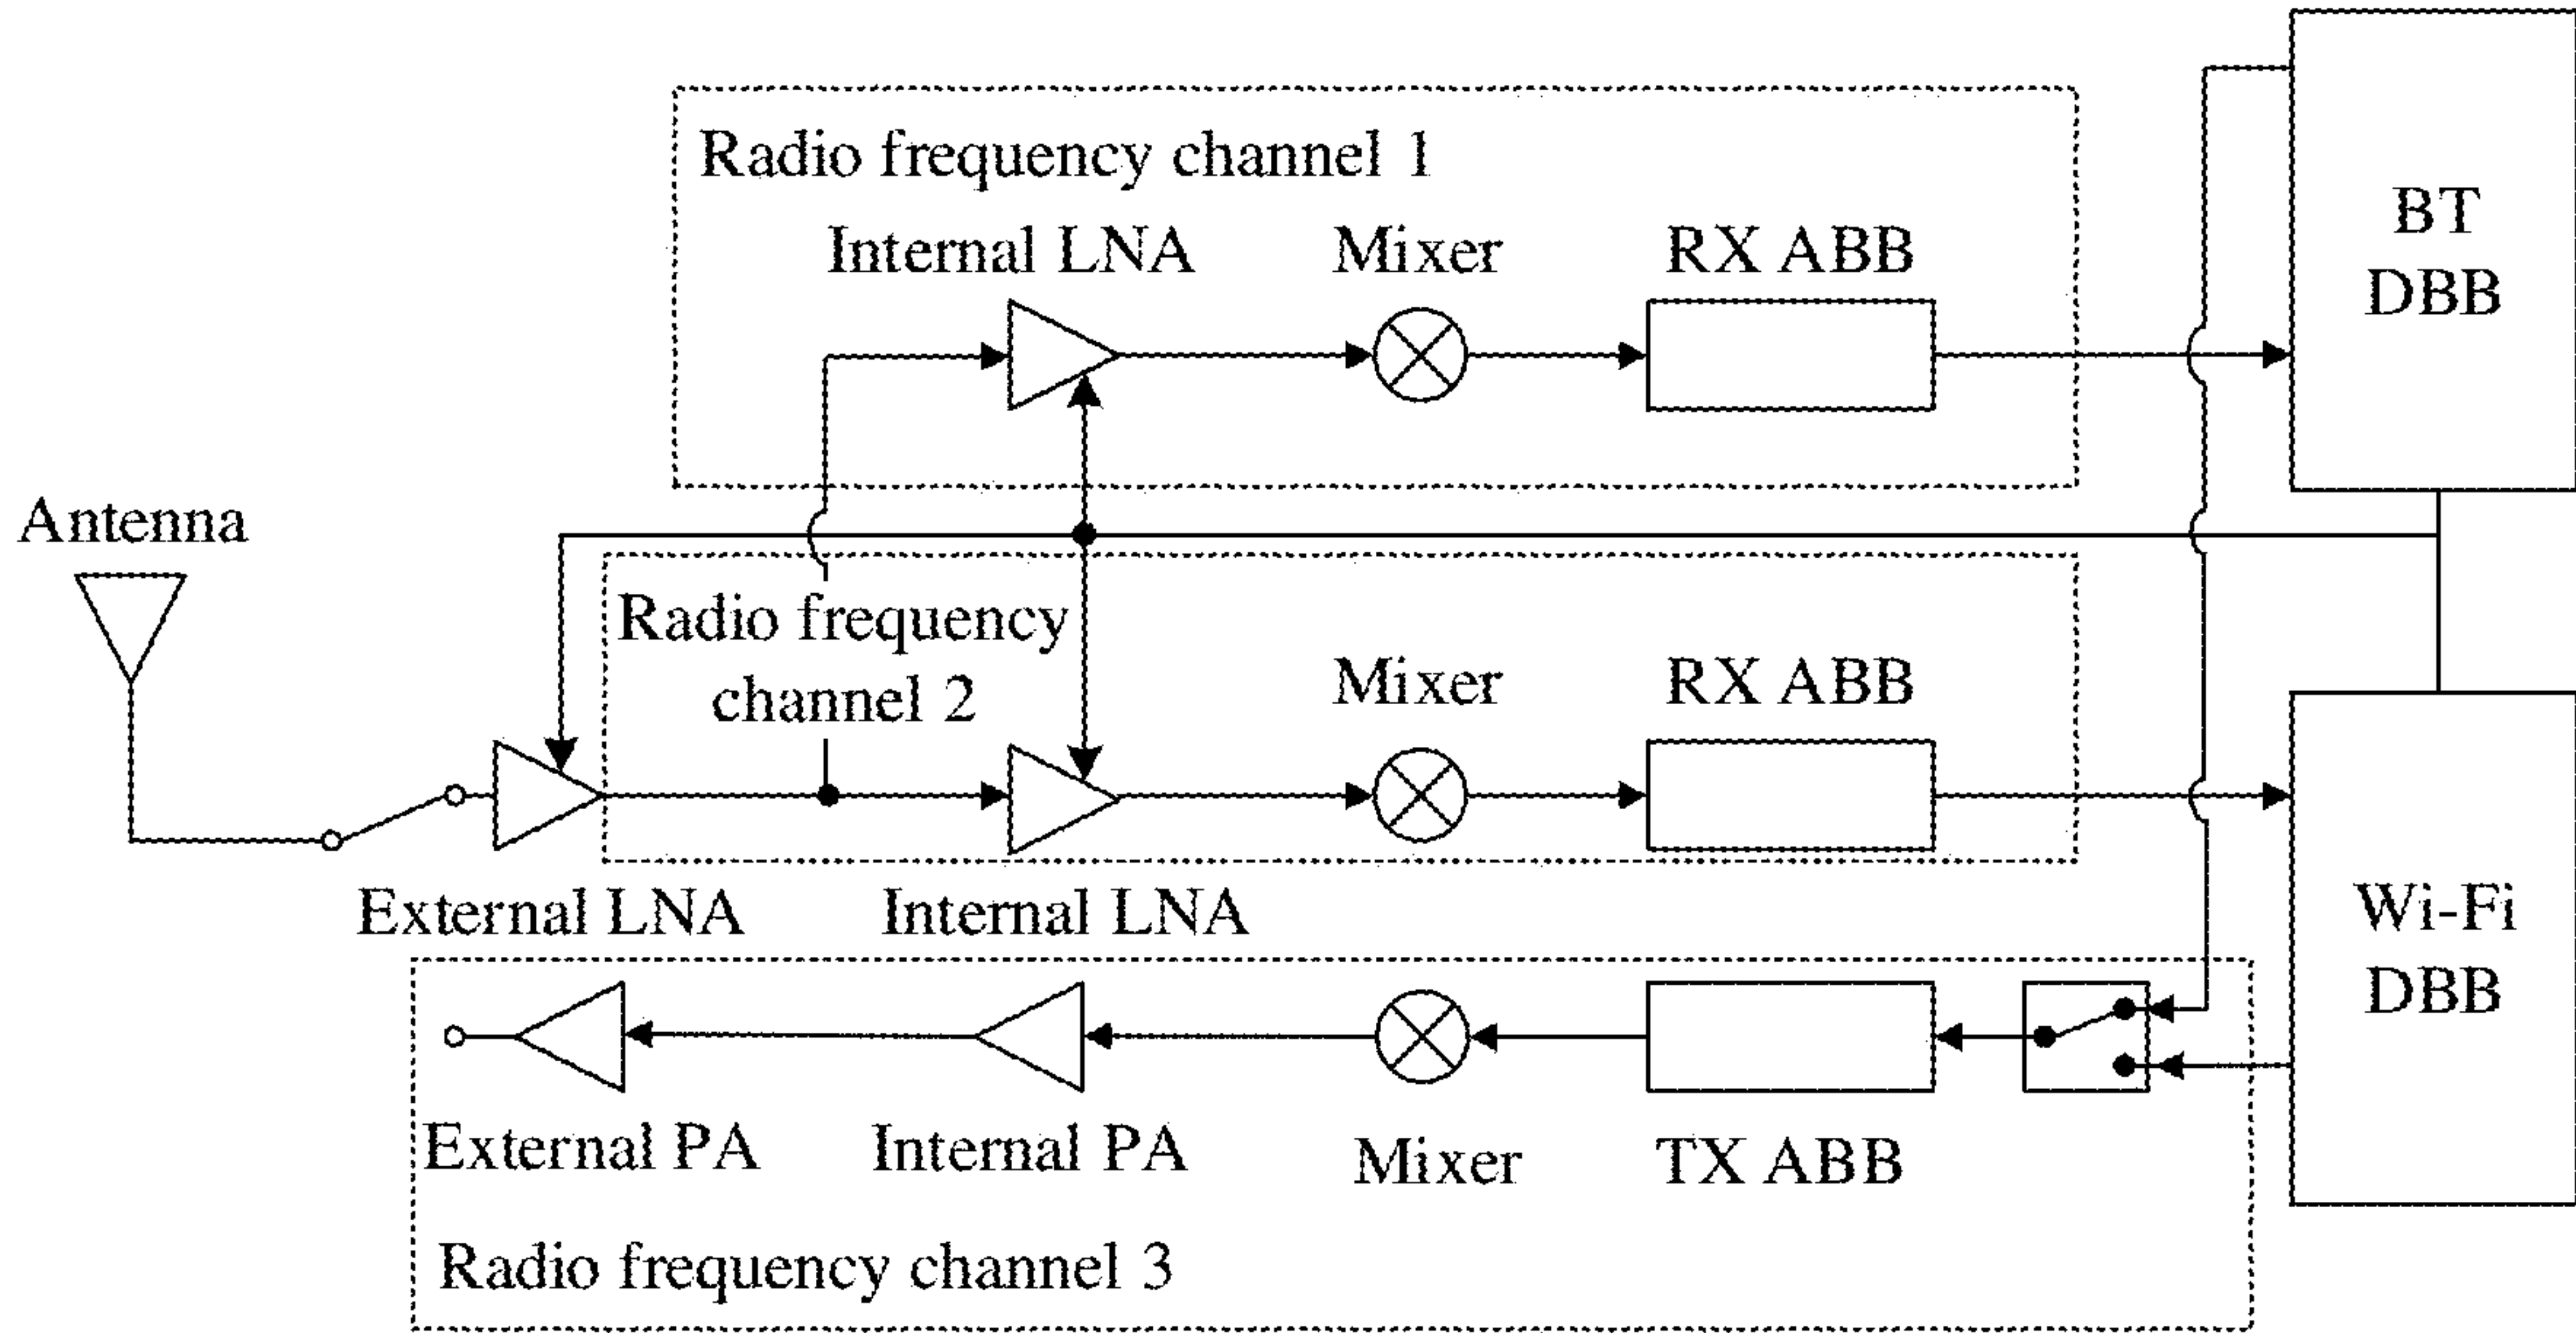 Radio frequency channel 1
Internal LNA
Mixer
RX ABB
BT
DBB
Antenna
Radio frequency
channel 2
Mixer
RX ABB
External LNA
Internal LNA
Wi-Fi
DBB
External PA
Internal PA
Mixer
TX ABB
Radio frequency channel 3